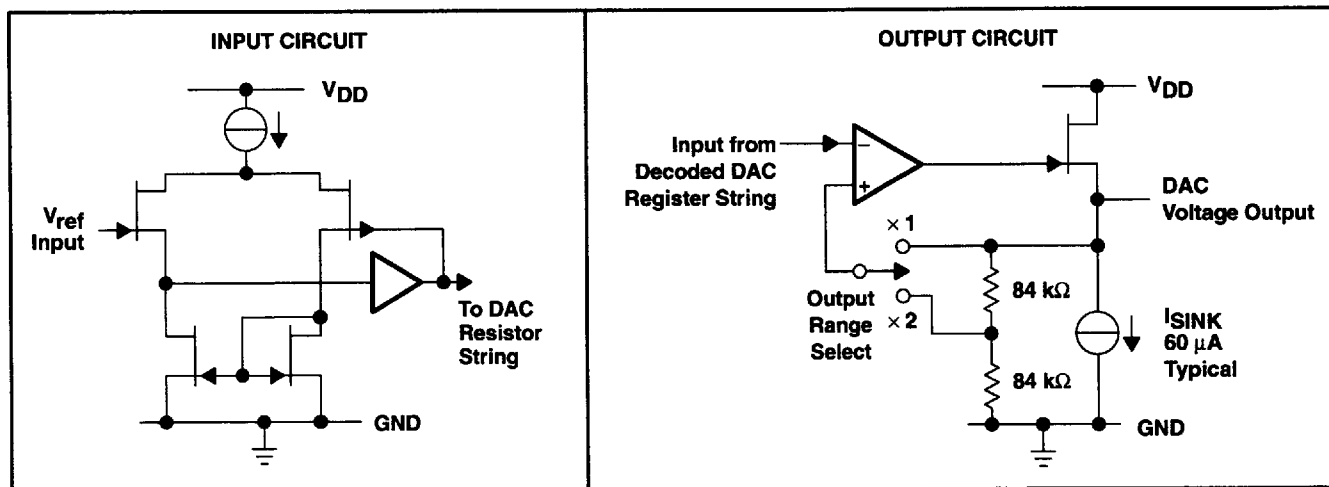 INPUT CIRCUIT
VDD
Vref
Input
To DAC
Resistor
String
GND
OUTPUT CIRCUIT
VDD
Input from
Decoded DAC
Register String
−
+
DAC
Voltage Output
× 1
Output
Range
Select
× 2
84 kΩ
84 kΩ
ISINK
60 μA
Typical
GND